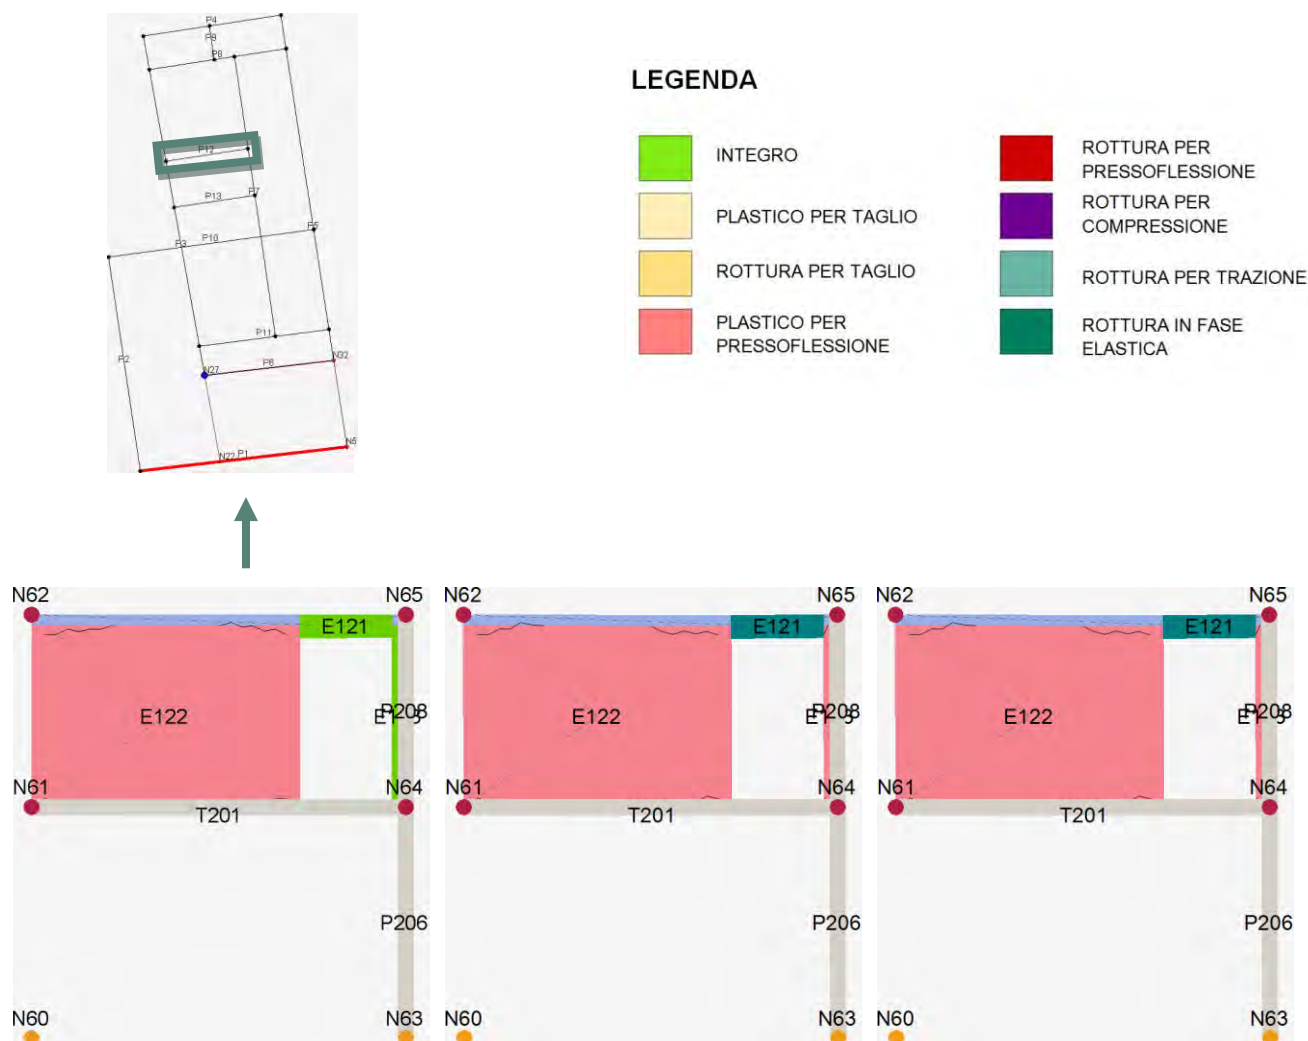 P4
P9
P8
P12
P7
P13
P5
P10
P3
P11
P2
P6
N32
N27
N5
N22
P1
LEGENDA
INTEGRO
PLASTICO PER TAGLIO
ROTTURA PER TAGLIO
PLASTICO PER
PRESSOFLESSIONE
ROTTURA PER
PRESSOFLESSIONE
ROTTURA PER
COMPRESSIONE
ROTTURA PER TRAZIONE
ROTTURA IN FASE
ELASTICA
N62
N65
E121
E122
P208
N61
N64
T201
P206
N60
N63
N62
N65
E121
E122
P208
N61
N64
T201
P206
N60
N63
N62
N65
E121
E122
P208
N61
N64
T201
P206
N60
N63